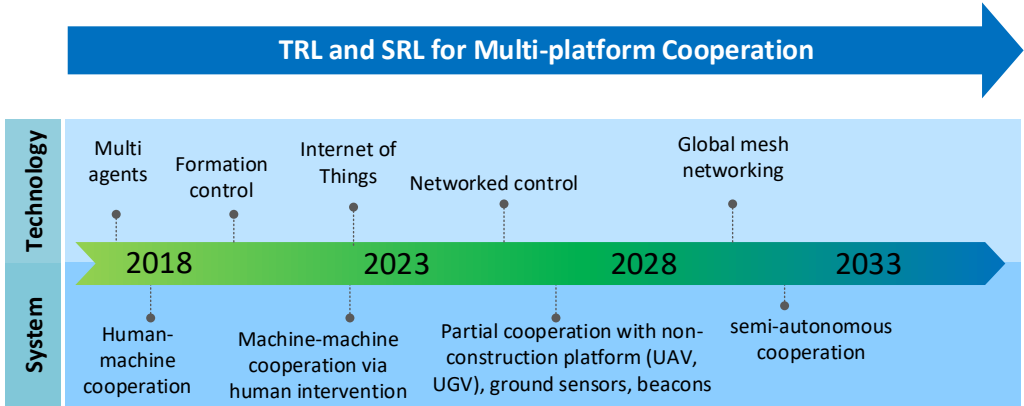 TRL and SRL for Multi-platform Cooperation
Technology
Multi
agents
Formation
control
Internet of
Things
Networked control
Global mesh
networking
2018
2023
2028
2033
System
Human-
machine
cooperation
Machine-machine
cooperation via
human intervention
Partial cooperation with non-
construction platform (UAV,
UGV), ground sensors, beacons
semi-autonomous
cooperation